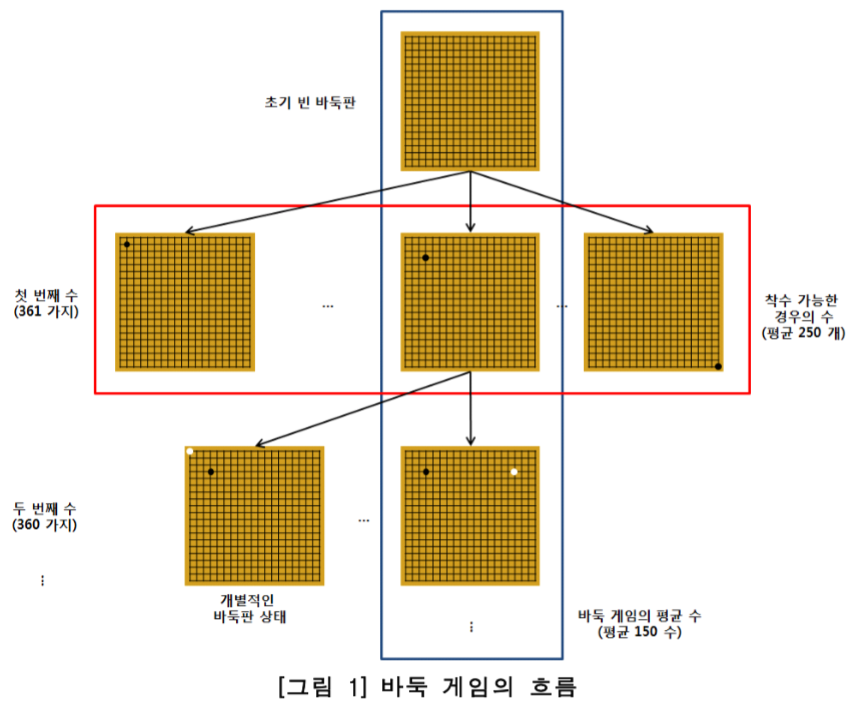 초기 빈 바둑판
첫 번째 수
(361 가지)
...
...
착수 가능한
경우의 수
(평균 250 개)
두 번째 수
(360 가지)
⋮
...
개별적인
바둑판 상태
⋮
바둑 게임의 평균 수
(평균 150 수)
[그림 1] 바둑 게임의 흐름